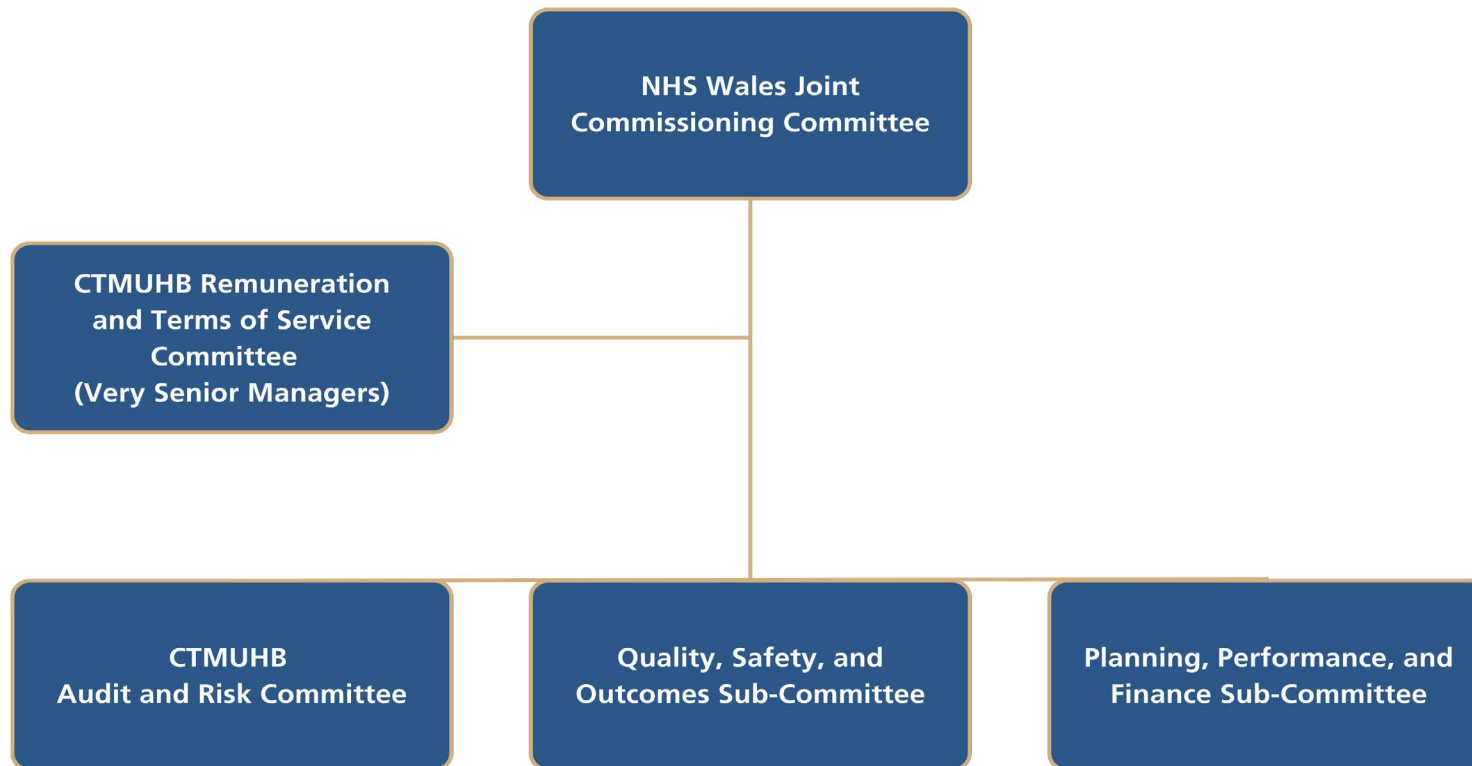 NHS Wales Joint
Commissioning Committee
CTMUHB Remuneration
and Terms of Service
Committee
(Very Senior Managers)
CTMUHB
Audit and Risk Committee
Quality, Safety, and
Outcomes Sub-Committee
Planning, Performance, and
Finance Sub-Committee